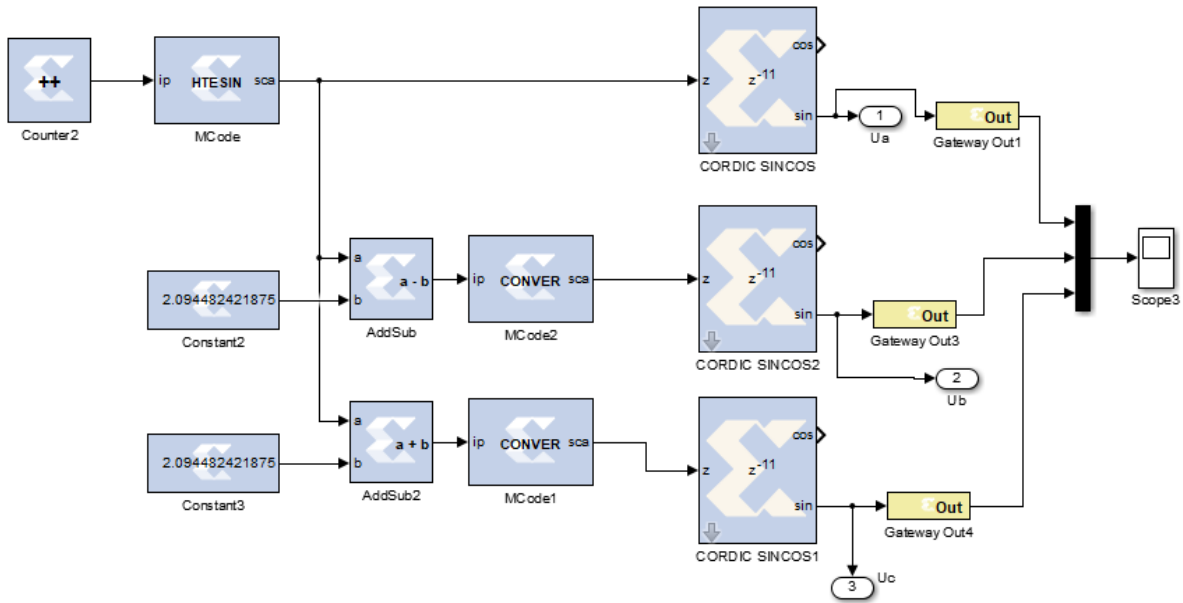 ++
Counter2
ip HTESIN sca
MCode
cos
z z-11
sin
CORDIC SINCOS
1
Ua
Out
Gateway Out1
2.094482421875
Constant2
a
b
a - b
AddSub
ip CONVER sca
MCode2
cos
z z-11
sin
CORDIC SINCOS2
Out
Gateway Out3
2
Ub
Scope3
2.094482421875
Constant3
a
b
a + b
AddSub2
ip CONVER sca
MCode1
cos
z z-11
sin
CORDIC SINCOS1
Out
Gateway Out4
3
Uc